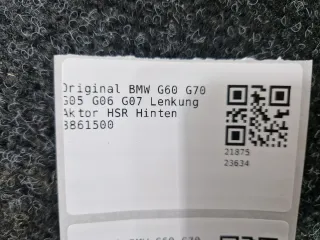 Original BMW G60 G70
G05 G06 G07 Lenkung
Aktor HSR Hinten
8861500
21875
23634